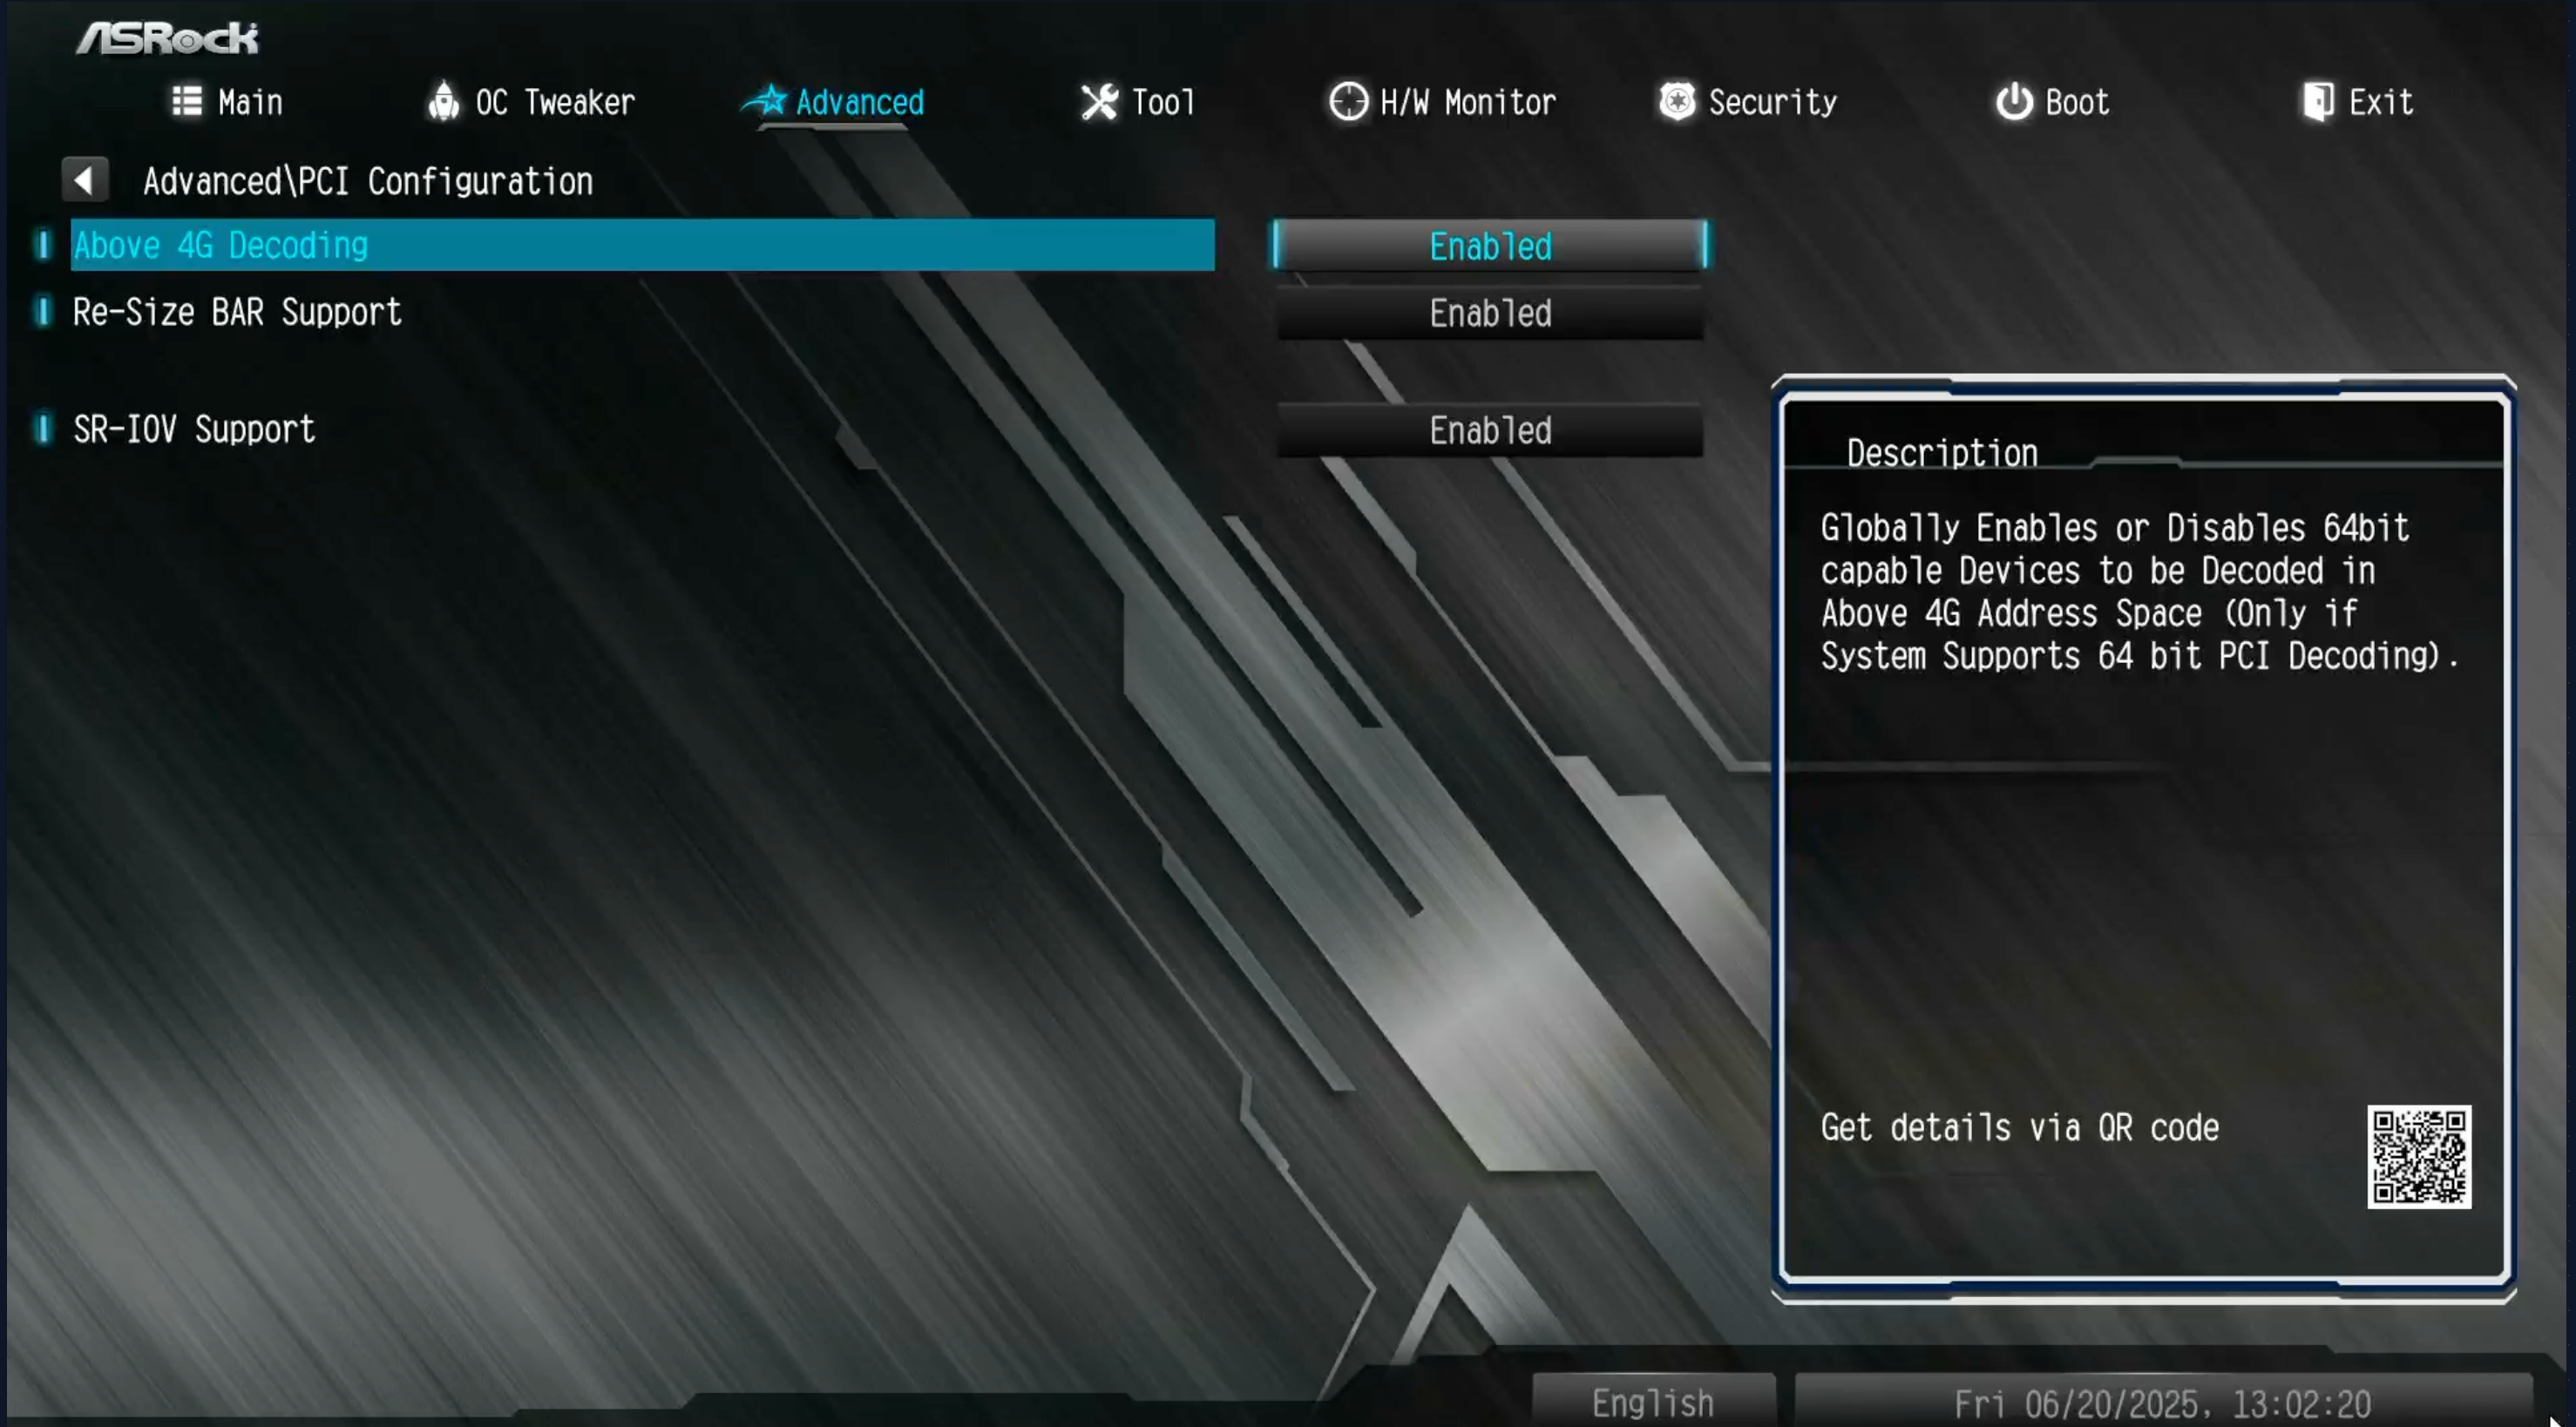 ASRock
Main OC Tweaker Advanced Tool H/W Monitor Security Boot Exit
Advanced\PCI Configuration
Above 4G Decoding Enabled
Re-Size BAR Support Enabled
SR-IOV Support Enabled
Description
Globally Enables or Disables 64bit
capable Devices to be Decoded in
Above 4G Address Space (Only if
System Supports 64 bit PCI Decoding).
Get details via QR code
English Fri 06/20/2025, 13:02:20